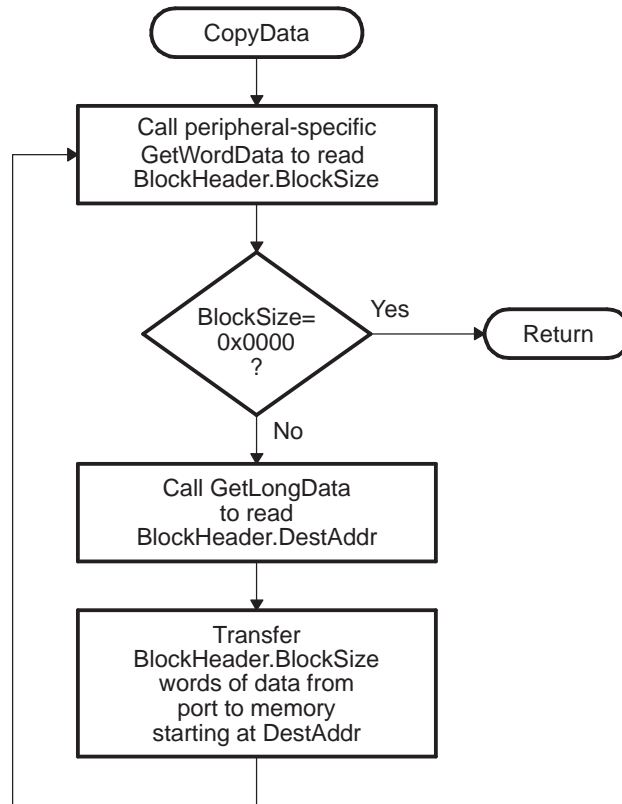 CopyData
Call peripheral-specific
GetWordData to read
BlockHeader.BlockSize
BlockSize=
0x0000
?
Yes
Return
No
Call GetLongData
to read
BlockHeader.DestAddr
Transfer
BlockHeader.BlockSize
words of data from
port to memory
starting at DestAddr